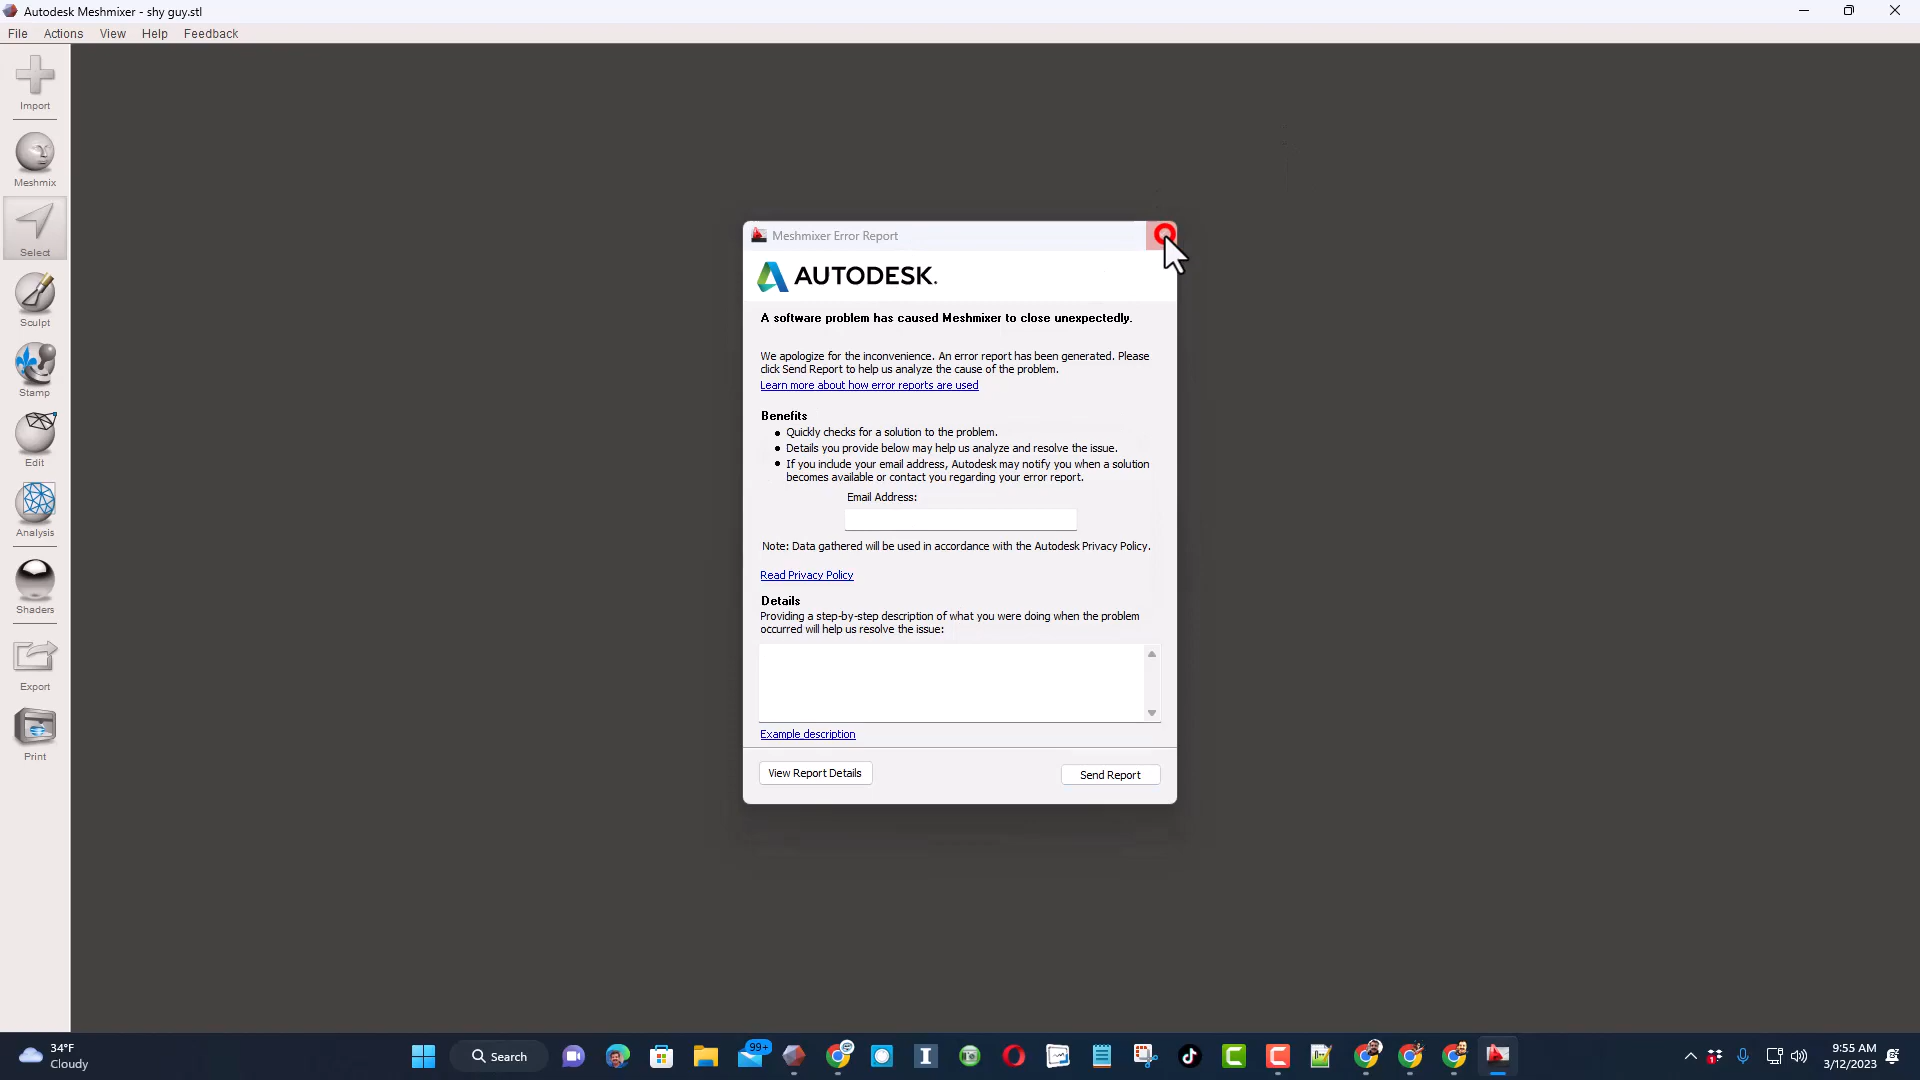 Autodesk Meshmixer - shy guy.stl
File Actions View Help Feedback
Import
Meshmix
Select
Sculpt
Stamp
Edit
Analysis
Shaders
Export
Print
Meshmixer Error Report
AUTODESK.
A software problem has caused Meshmixer to close unexpectedly.
We apologize for the inconvenience. An error report has been generated. Please
click Send Report to help us analyze the cause of the problem.
Learn more about how error reports are used
Benefits
Quickly checks for a solution to the problem.
Details you provide below may help us analyze and resolve the issue.
If you include your email address, Autodesk may notify you when a solution
becomes available or contact you regarding your error report.
Email Address:
Note: Data gathered will be used in accordance with the Autodesk Privacy Policy.
Read Privacy Policy
Details
Providing a step-by-step description of what you were doing when the problem
occurred will help us resolve the issue:
Example description
View Report Details Send Report
34°F
Cloudy
Search
99+
9:55 AM
3/12/2023